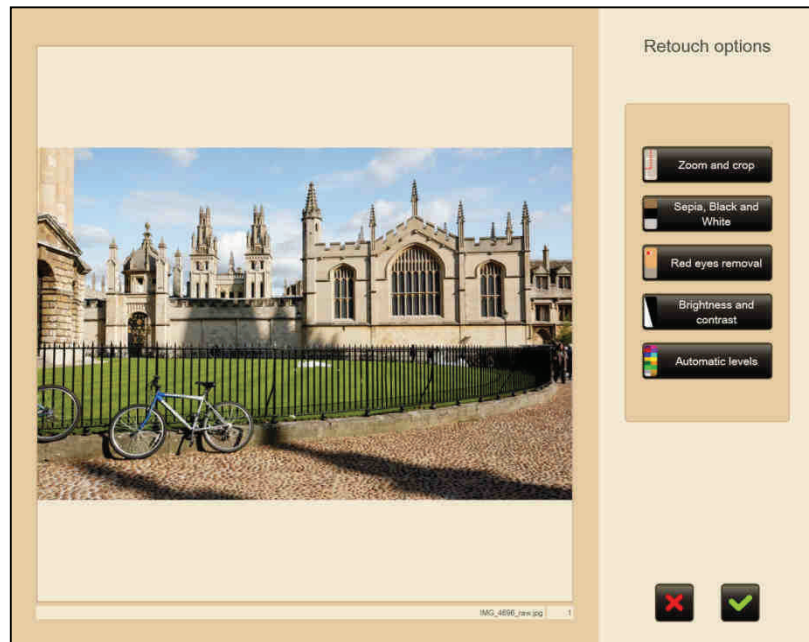 Retouch options
Zoom and crop
Sepia, Black and
White
Red eyes removal
Brightness and
contrast
Automatic levels
IMG_4696_raw.jpg 1